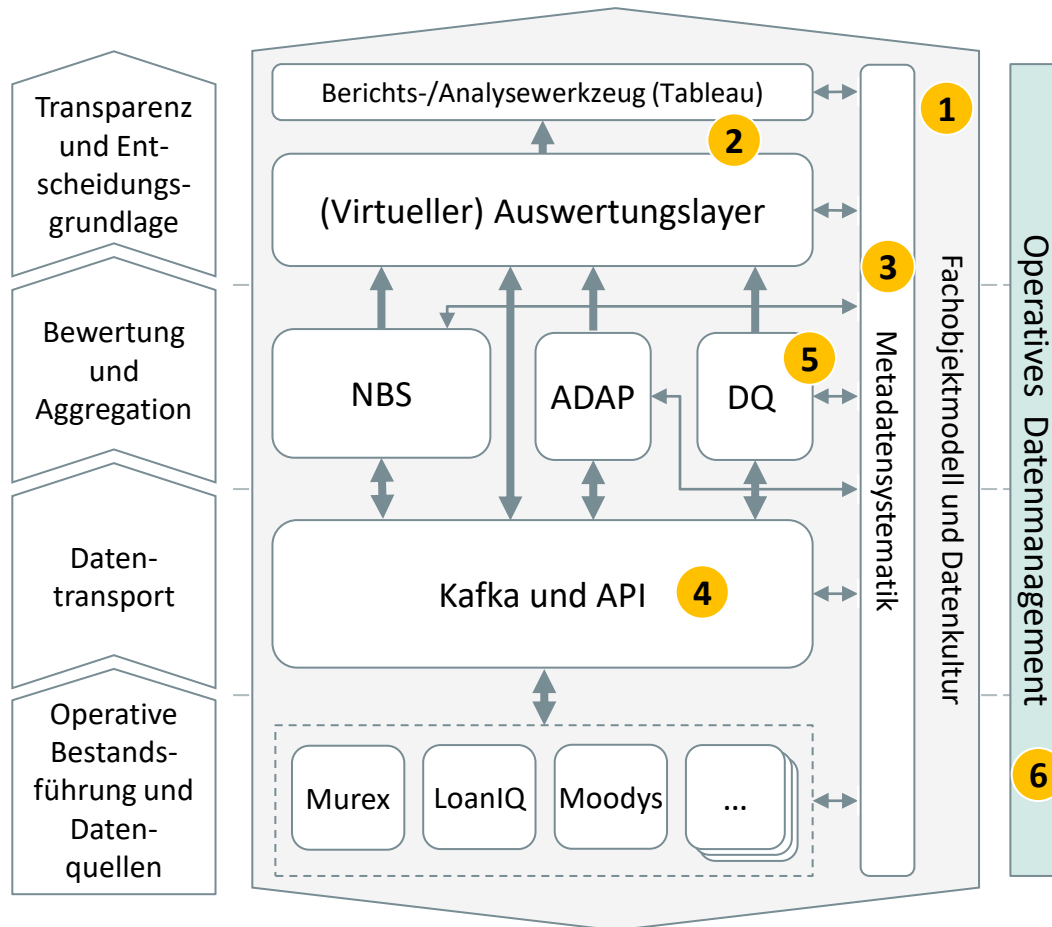 Transparenz
und Ent-
scheidungs-
grundlage
Bewertung
und
Aggregation
Daten-
transport
Operative
Bestands-
führung und
Daten-
quellen
Berichts-/Analysewerkzeug (Tableau)
2
(Virtueller) Auswertungslayer
NBS
ADAP
DQ
5
Kafka und API
4
Murex
LoanIQ
Moodys
...
3
Metadatensystematik
1
Fachobjektmodell und Datenkultur
Operatives Datenmanagement
6